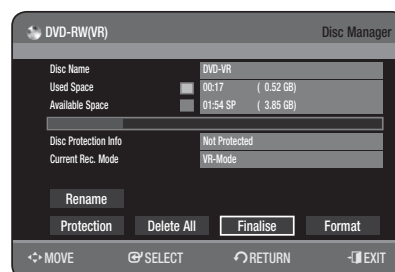 DVD-RW(VR) Disc Manager
Disc Name DVD-VR
Used Space 00:17 ( 0.52 GB)
Available Space 01:54 SP ( 3.85 GB)
Disc Protection Info Not Protected
Current Rec. Mode VR-Mode
Rename
Protection Delete All Finalise Format
MOVE SELECT RETURN EXIT